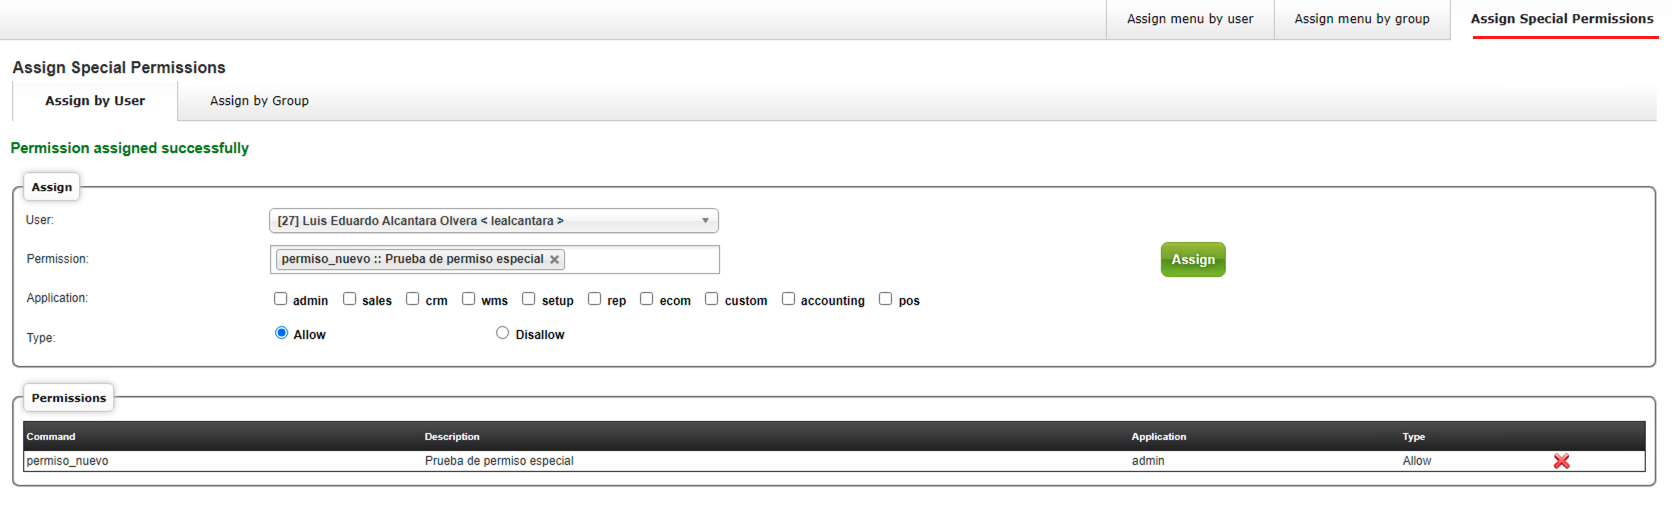 Assign menu by user Assign menu by group Assign Special Permissions
Assign Special Permissions
Assign by User Assign by Group
Permission assigned successfully
Assign
User: [27] Luis Eduardo Alcantara Olvera < lealcantara >
Permission: permiso_nuevo :: Prueba de permiso especial Assign
Application: admin sales crm wms setup rep ecom custom accounting pos
Type: Allow Disallow
Permissions
Command Description Application Type
permiso_nuevo Prueba de permiso especial admin Allow